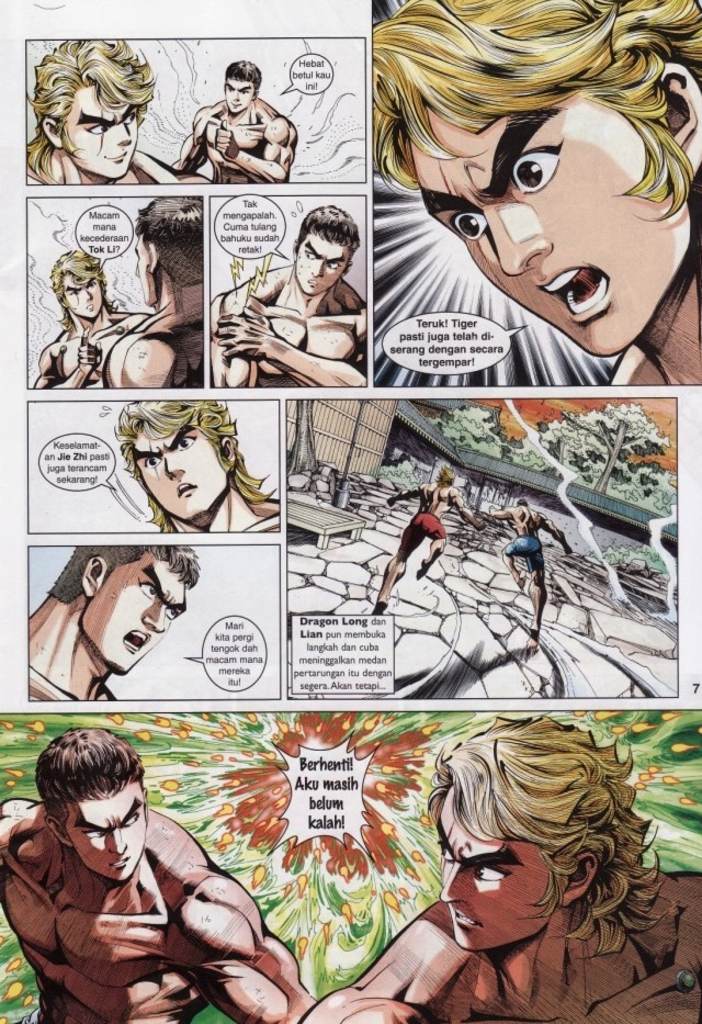 Hebat
betul kau
ini!
Macam
mana
kecederaan
Tok Li?
Tak
mengapalah.
Cuma tulang
bahuku sudah
retak!
Teruk! Tiger
pasti juga telah di-
serang dengan secara
tergempar!
Keselamat-
an Jie Zhi pasti
juga terancam
sekarang!
Mari
kita pergi
tengok dah
macam mana
mereka
itu!
Dragon Long dan
Lian pun membuka
langkah dan cuba
meninggalkan medan
pertarungan itu dengan
segera. Akan tetapi...
7
Berhenti!
Aku masih
belum
kalah!